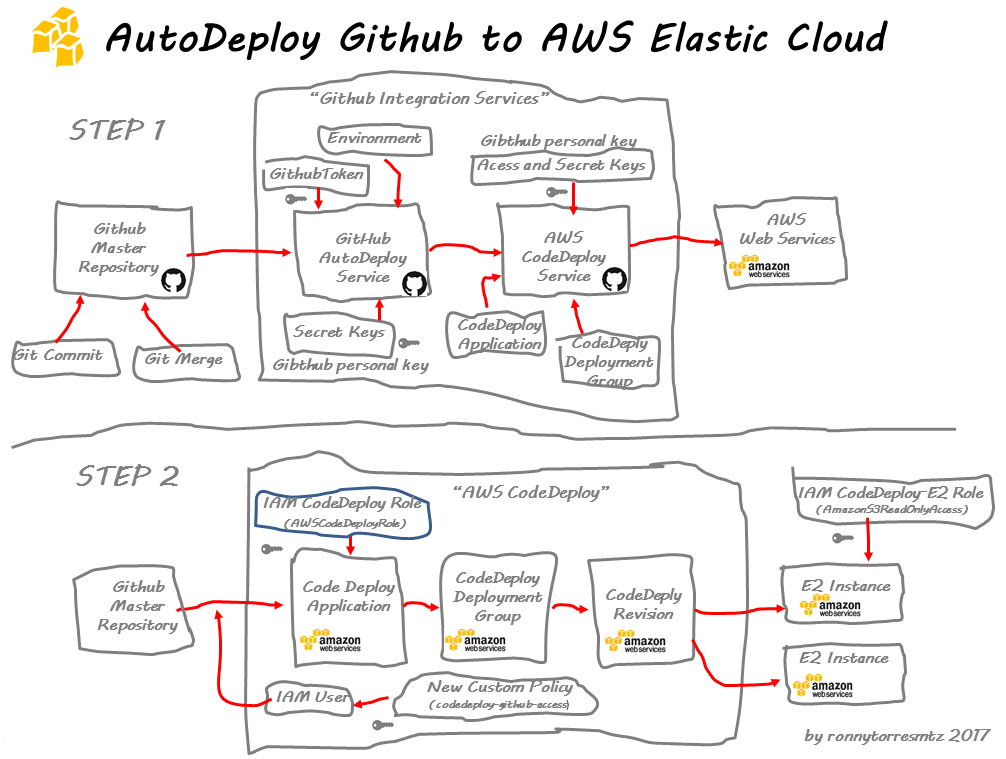 AutoDeploy Github to AWS Elastic Cloud
STEP 1
"Github Integration Services"
Environment
GithubToken
Gibthub personal key
Acess and Secret Keys
Github
Master
Repository
GitHub
AutoDeploy
Service
AWS
CodeDeploy
Service
AWS
Web Services
amazon
webservices
Git Commit
Git Merge
Secret Keys
Gibthub personal key
CodeDeploy
Application
CodeDeply
Deployment
Group
STEP 2
"AWS CodeDeploy"
IAM CodeDeploy Role
(AWSCodeDeployRole)
IAM CodeDeploy-E2 Role
(AmazonS3ReadOnlyAccess)
Github
Master
Repository
Code Deploy
Application
amazon
webservices
CodeDeploy
Deployment
Group
amazon
webservices
CodeDeply
Revision
amazon
webservices
E2 Instance
amazon
webservices
E2 Instance
amazon
webservices
IAM User
New Custom Policy
(codedeploy-github-access)
by ronnytorresmtz 2017